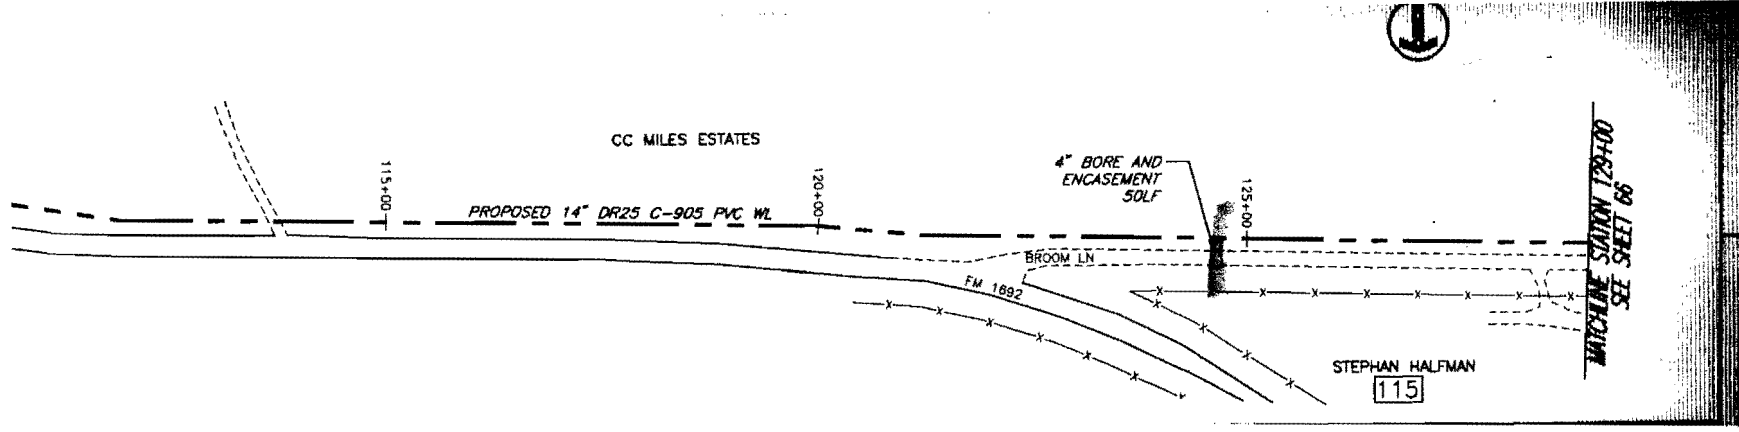 CC MILES ESTATES
4" BORE AND
ENCASEMENT
50LF
115+00
120+00
125+00
PROPOSED 14" DR25 C-905 PVC WL
BROOM LN
FM 1692
MATCHLINE STATION 129+00
SEE SHEET 66
STEPHAN HALFMAN
115